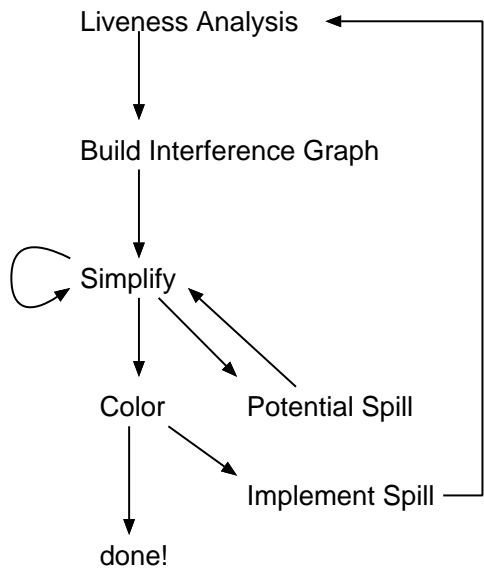 Liveness Analysis
Build Interference Graph
Simplify
Color
Potential Spill
Implement Spill
done!